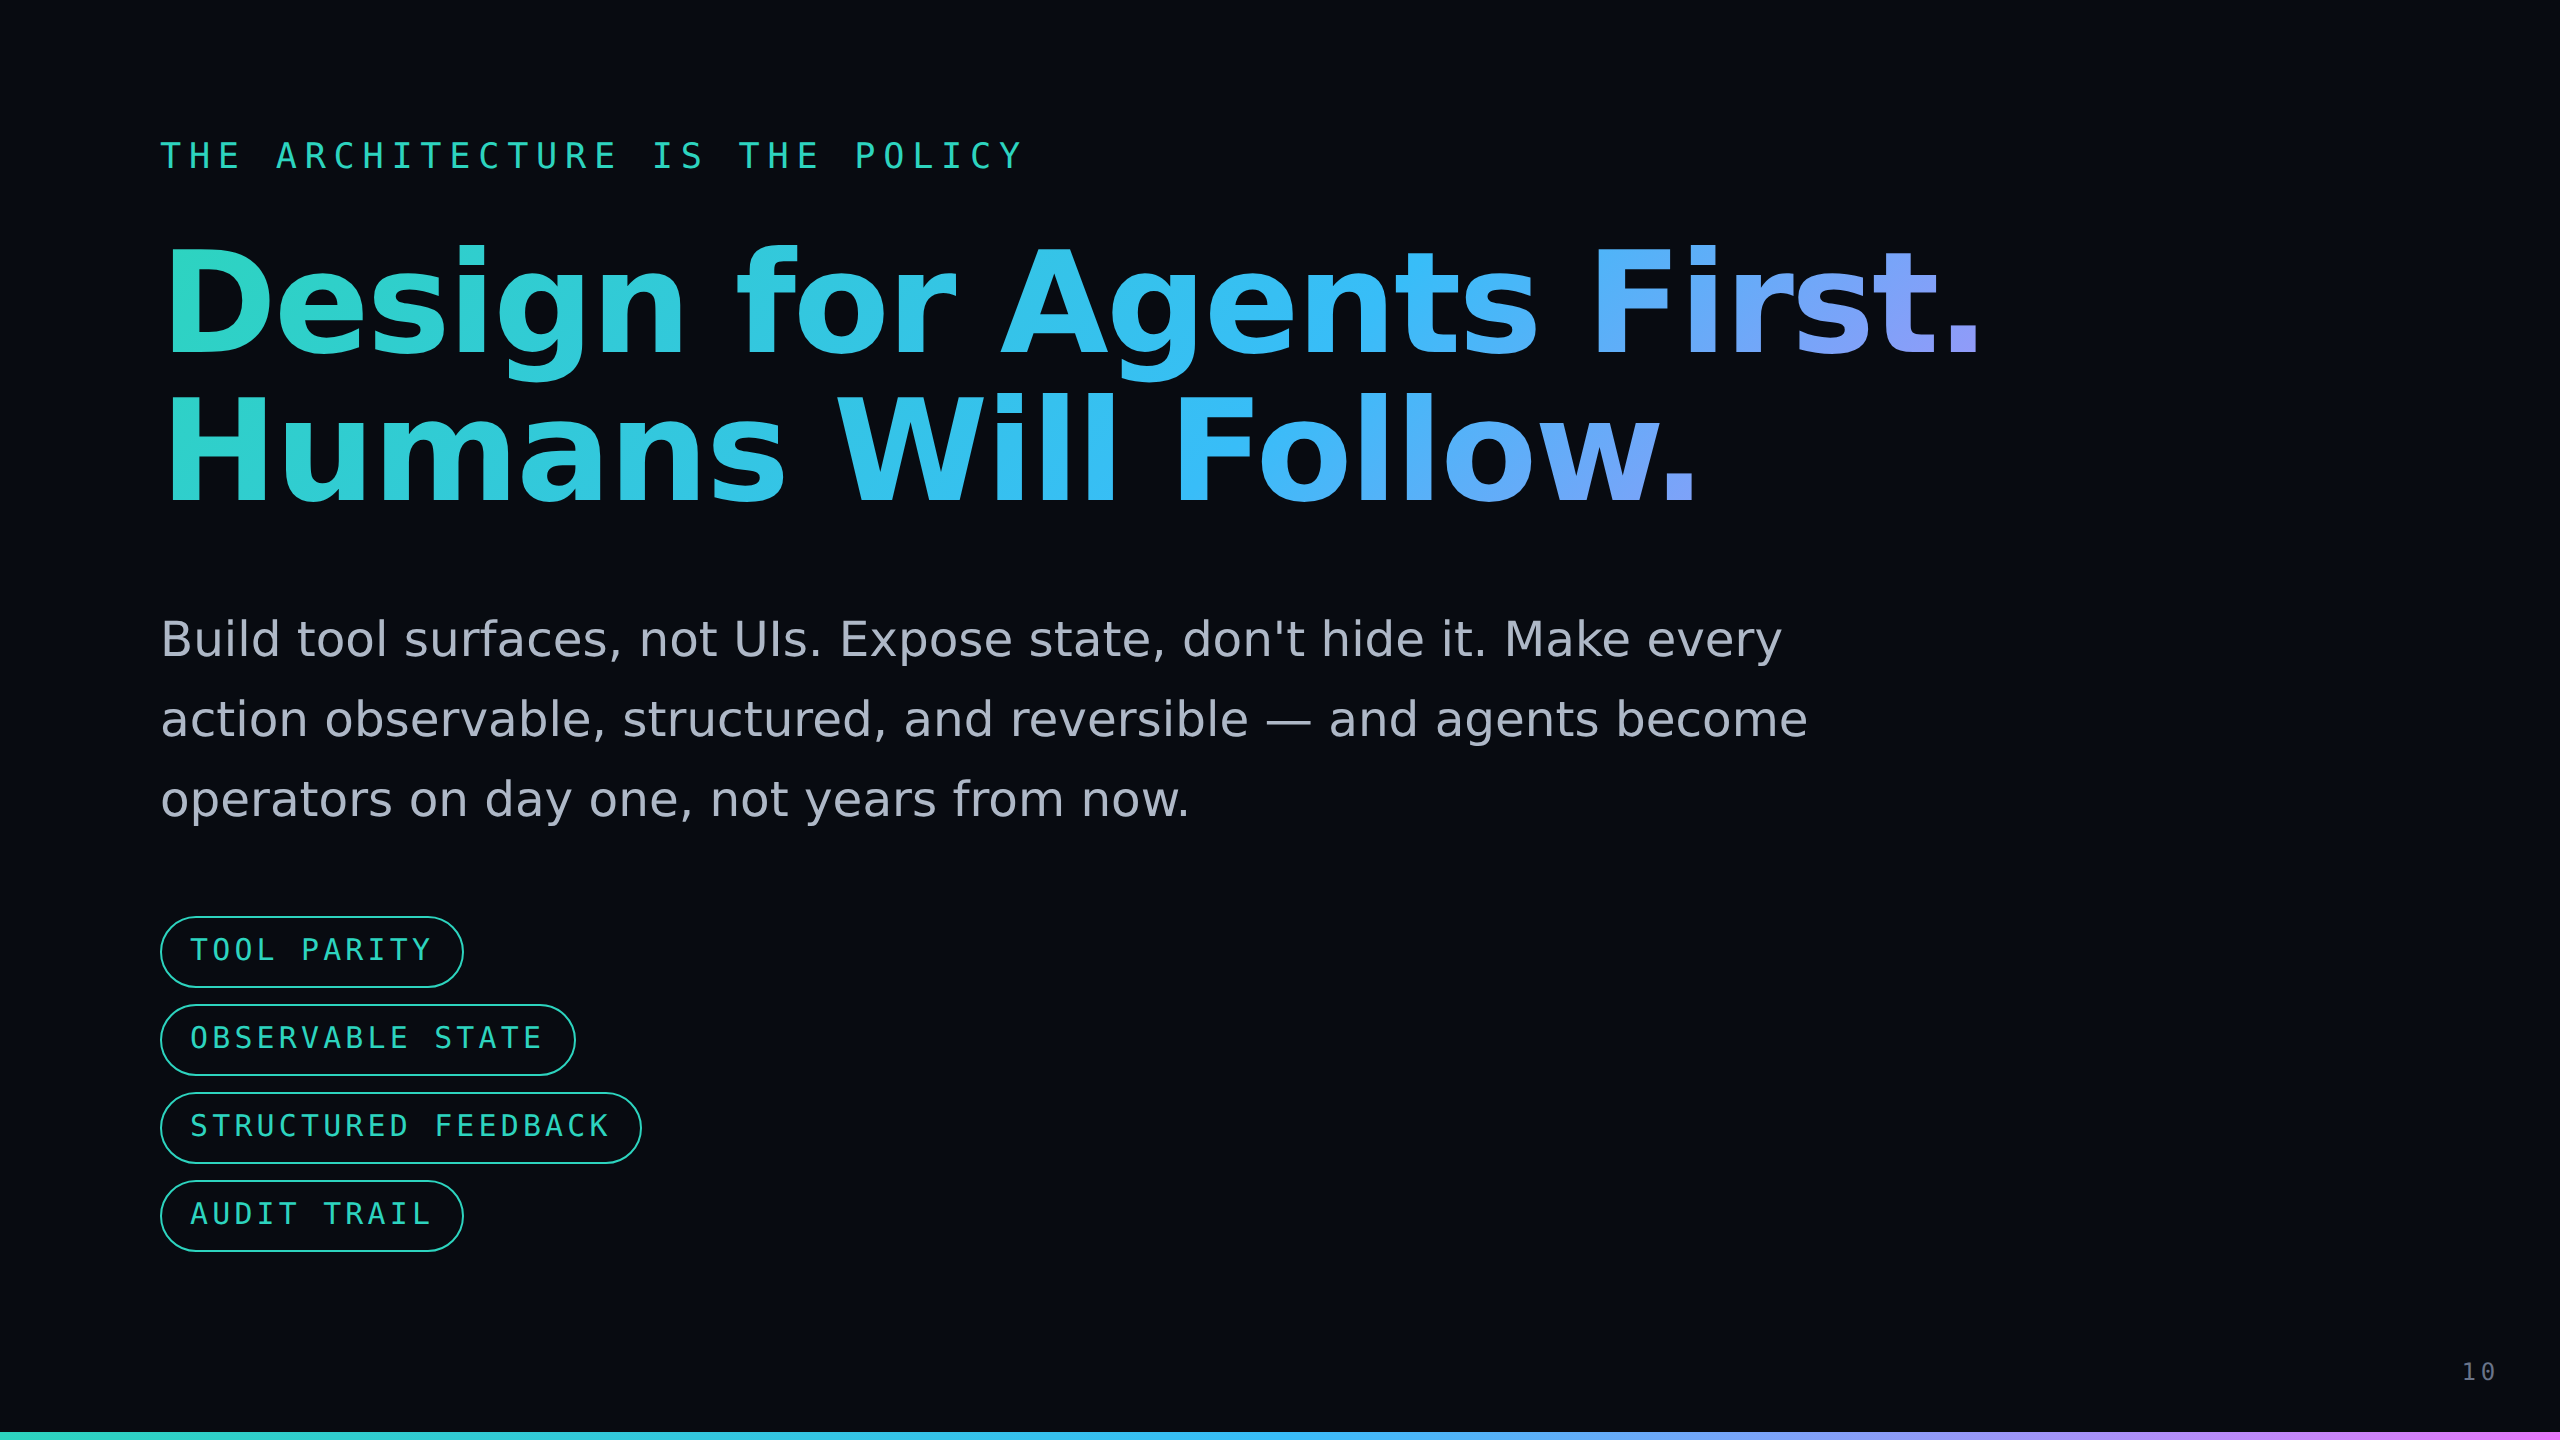 THE ARCHITECTURE IS THE POLICY
Design for Agents First.
Humans Will Follow.
Build tool surfaces, not UIs. Expose state, don't hide it. Make every
action observable, structured, and reversible — and agents become
operators on day one, not years from now.
TOOL PARITY
OBSERVABLE STATE
STRUCTURED FEEDBACK
AUDIT TRAIL
10